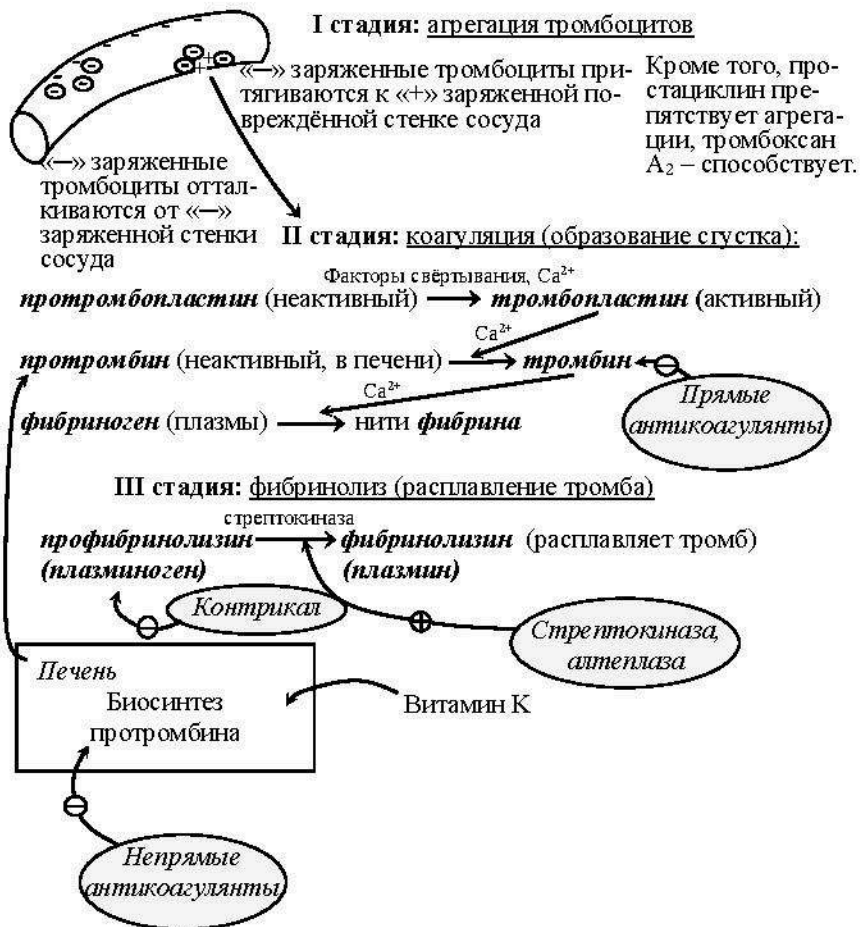 I стадия: агрегация тромбоцитов
«—» заряженные тромбоциты при-
тягиваются к «+» заряженной по-
вреждённой стенке сосуда
Кроме того, про-
стациклин пре-
пятствует агрега-
ции, тромбоксан
A₂ – способствует.
«—» заряженные
тромбоциты оттал-
киваются от «—»
заряженной стенки
сосуда
II стадия: коагуляция (образование сгустка):
Факторы свёртывания, Ca²⁺
протромбопластин (неактивный) → тромбопластин (активный)
Ca²⁺
протромбин (неактивный, в печени) → тромбин
Ca²⁺
фибриноген (плазмы) → нити фибрина
Прямые
антикоагулянты
III стадия: фибринолиз (расплавление тромба)
стрептокиназа
профибринолизин → фибринолизин (расплавляет тромб)
(плазминоген) (плазмин)
Контрикал
Стрептокиназа,
алтеплаза
Печень
Биосинтез
протромбина
Витамин K
Непрямые
антикоагулянты